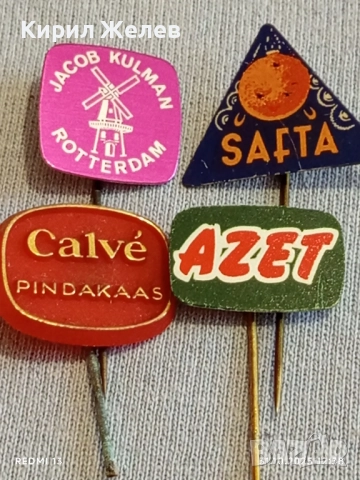 Кирил Желев
JACOB KULMAN
ROTTERDAM
SAFTA
Calvé
PINDAKAAS
AZET
REDMI 13